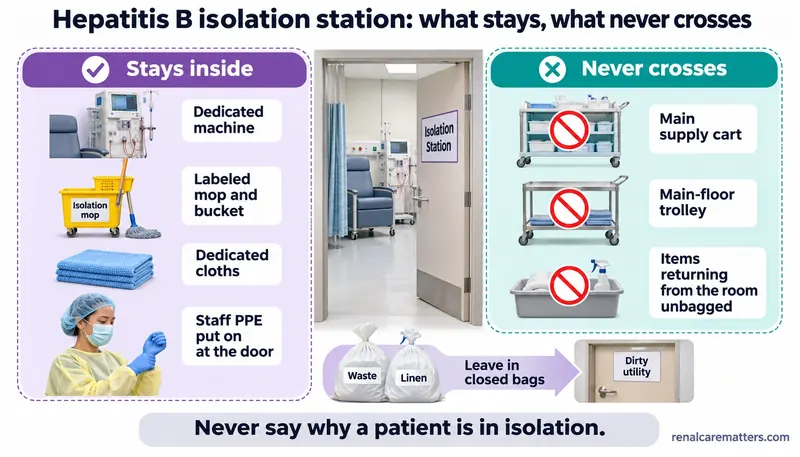 Hepatitis B isolation station: what stays, what never crosses
Stays inside
Dedicated
machine
Isolation
mop
Labeled
mop and
bucket
Dedicated
cloths
Staff PPE
put on
at the door
Isolation
Station
Never crosses
Main
supply cart
Main-floor
trolley
Items
returning
from the room
unbagged
Waste
Linen
Leave in
closed bags
Dirty
utility
Never say why a patient is in isolation.
renalcarematters.com